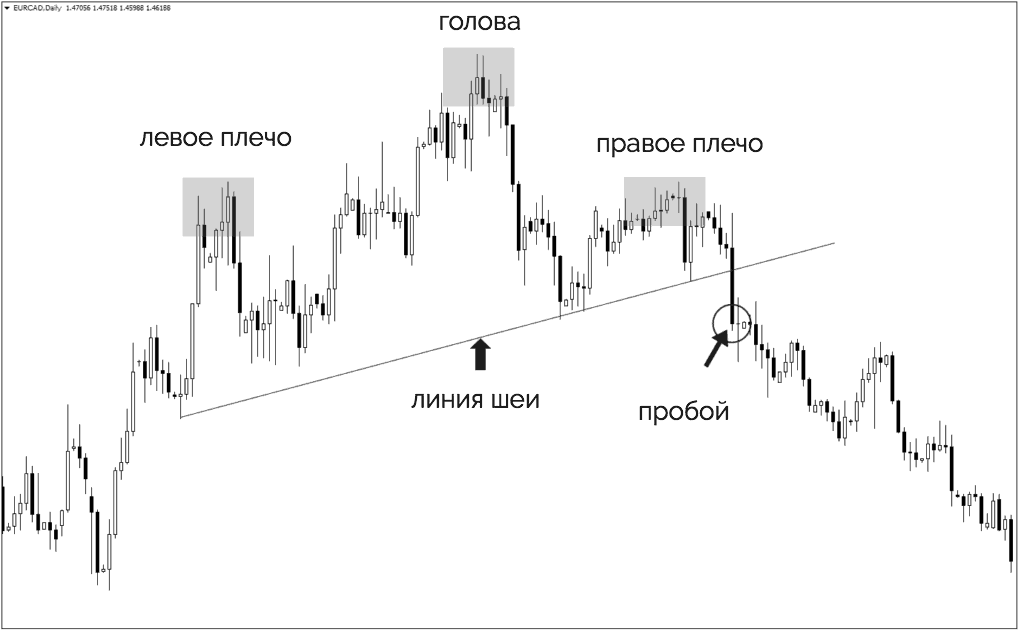 EURCAD,Daily 1.47056 1.47518 1.45988 1.46186
голова
левое плечо
правое плечо
линия шеи
пробой